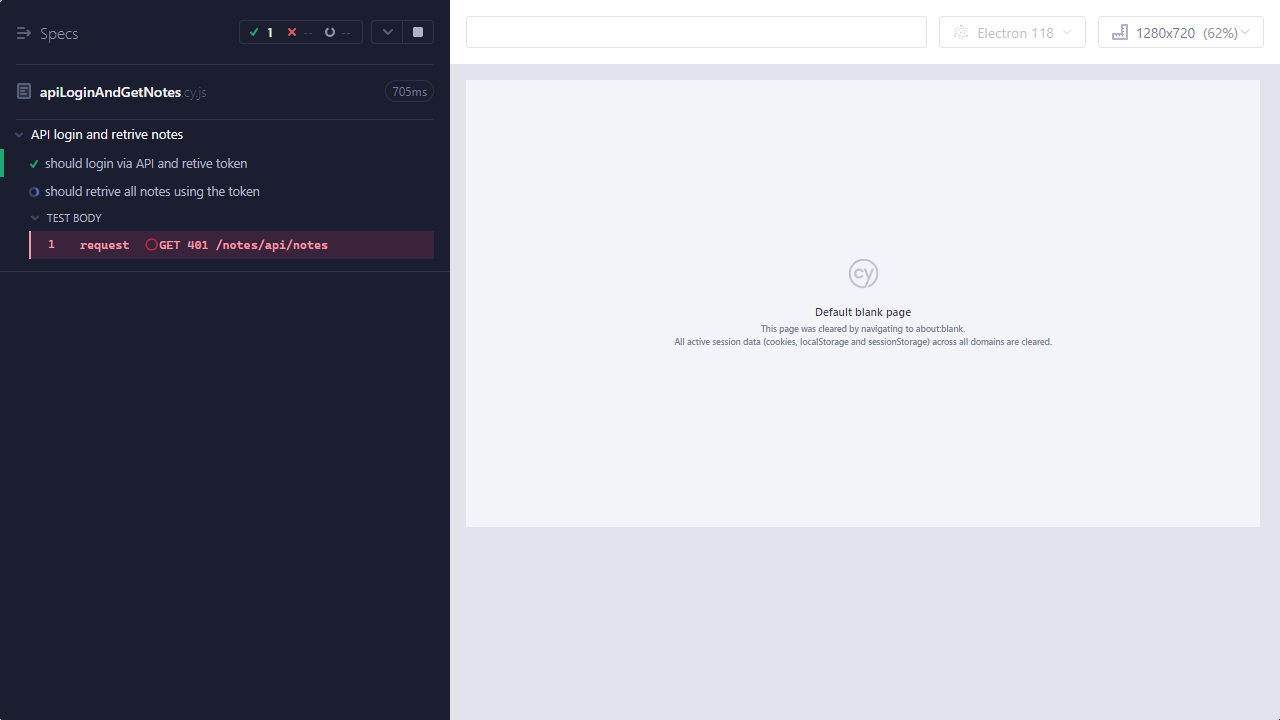 Specs
1
--
--
apiLoginAndGetNotes.cy.js
705ms
API login and retrive notes
should login via API and retive token
should retrive all notes using the token
TEST BODY
1 request GET 401 /notes/api/notes
Electron 118
1280x720 (62%)
cy
Default blank page
This page was cleared by navigating to about:blank.
All active session data (cookies, localStorage and sessionStorage) across all domains are cleared.